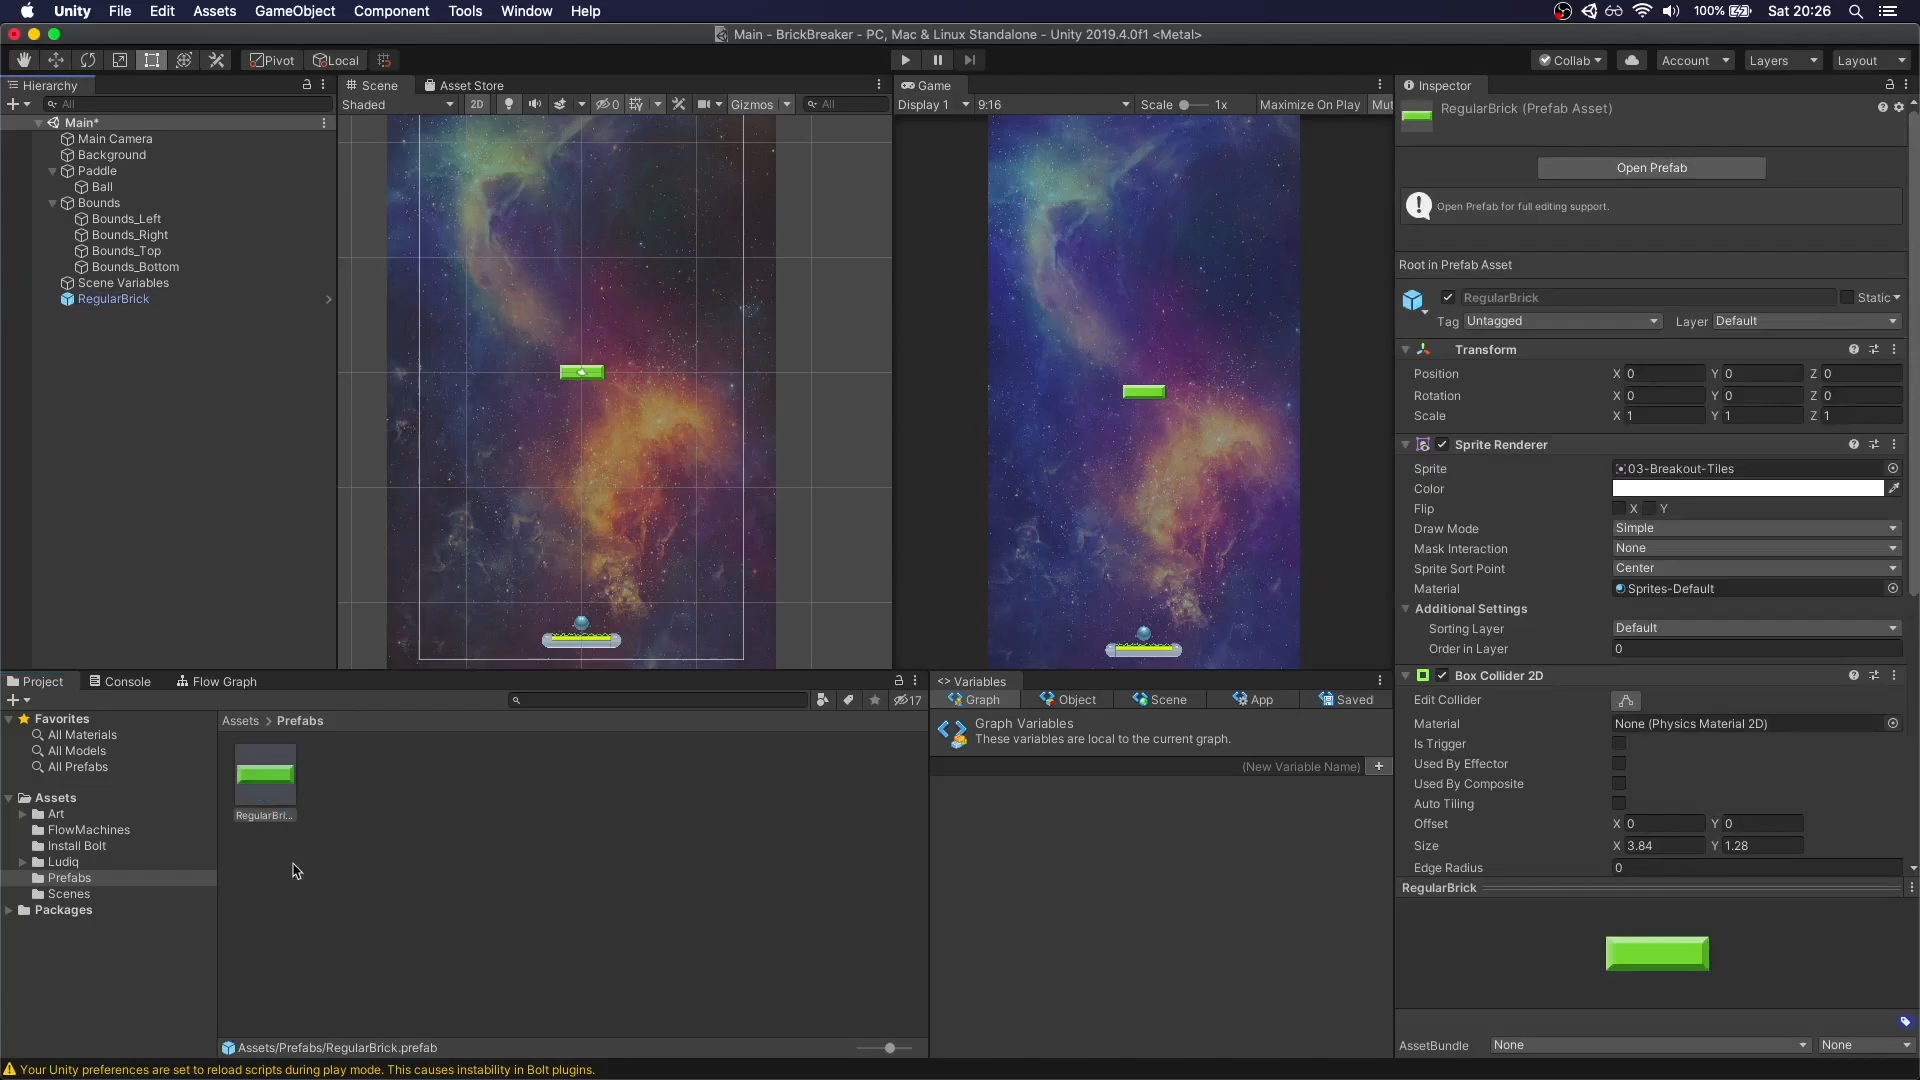 Unity File Edit Assets GameObject Component Tools Window Help 100% Sat 20:26
Main - BrickBreaker - PC, Mac & Linux Standalone - Unity 2019.4.0f1 <Metal>
Pivot Local Collab Account Layers Layout
Hierarchy
All
Main*
Main Camera
Background
Paddle
Ball
Bounds
Bounds_Left
Bounds_Right
Bounds_Top
Bounds_Bottom
Scene Variables
RegularBrick
Scene Asset Store
Shaded 2D 0 Gizmos All
Game
Display 1 9:16 Scale 1x Maximize On Play Mut
Inspector
RegularBrick (Prefab Asset)
Open Prefab
Open Prefab for full editing support.
Root in Prefab Asset
RegularBrick Static
Tag Untagged Layer Default
Transform
Position X 0 Y 0 Z 0
Rotation X 0 Y 0 Z 0
Scale X 1 Y 1 Z 1
Sprite Renderer
Sprite 03-Breakout-Tiles
Color
Flip X Y
Draw Mode Simple
Mask Interaction None
Sprite Sort Point Center
Material Sprites-Default
Additional Settings
Sorting Layer Default
Order in Layer 0
Box Collider 2D
Edit Collider
Material None (Physics Material 2D)
Is Trigger
Used By Effector
Used By Composite
Auto Tiling
Offset X 0 Y 0
Size X 3.84 Y 1.28
Edge Radius 0
RegularBrick
AssetBundle None None
Project Console Flow Graph
17
Favorites
All Materials
All Models
All Prefabs
Assets
Art
FlowMachines
Install Bolt
Ludiq
Prefabs
Scenes
Packages
Assets > Prefabs
RegularBri...
Assets/Prefabs/RegularBrick.prefab
<> Variables
Graph Object Scene App Saved
Graph Variables
These variables are local to the current graph.
(New Variable Name) +
Your Unity preferences are set to reload scripts during play mode. This causes instability in Bolt plugins.